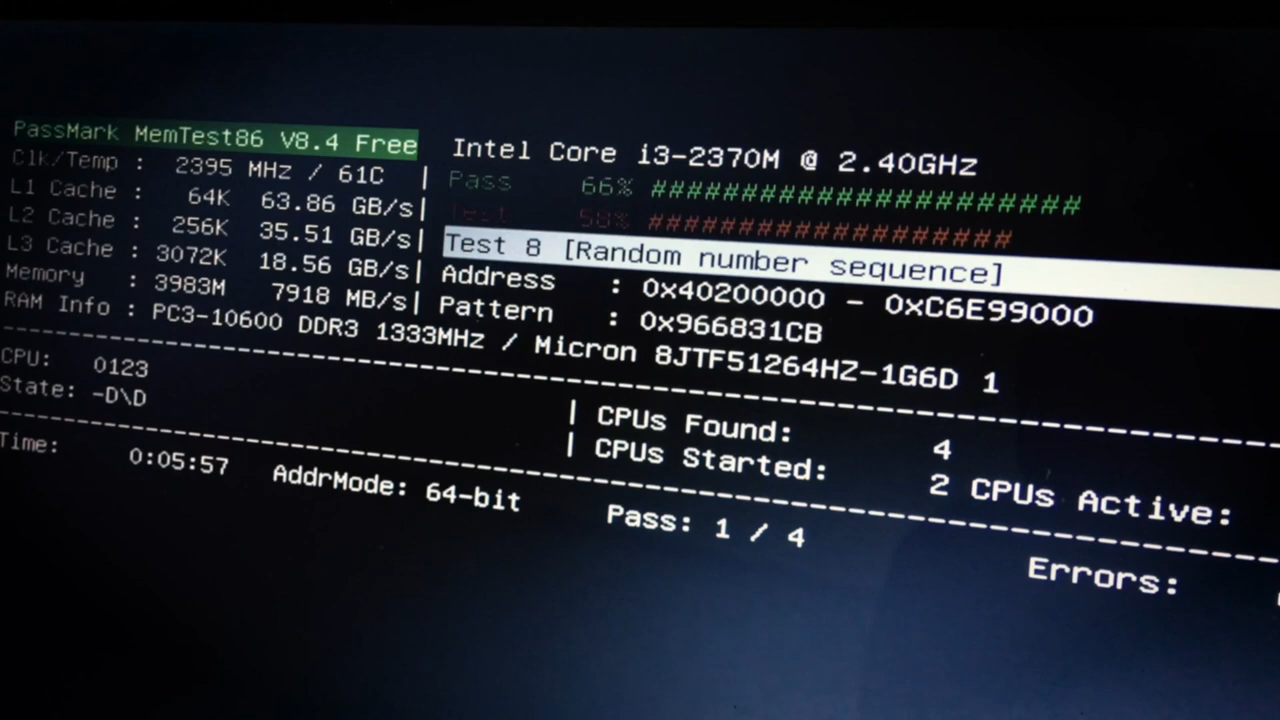 PassMark MemTest86 V8.4 Free Intel Core i3-2370M @ 2.40GHz
Clk/Temp : 2395 MHz / 61C | Pass 66% ########################
L1 Cache : 64K 63.86 GB/s| Test 58% ####################
L2 Cache : 256K 35.51 GB/s| Test 8 [Random number sequence]
L3 Cache : 3072K 18.56 GB/s| Address : 0x40200000 - 0xC6E99000
Memory : 3983M 7918 MB/s| Pattern : 0x966831CB
RAM Info : PC3-10600 DDR3 1333MHz / Micron 8JTF51264HZ-1G6D 1
CPU: 0123 | CPUs Found: 4
State: -D\D | CPUs Started: 2 CPUs Active:
Time: 0:05:57 AddrMode: 64-bit Pass: 1 / 4 Errors: